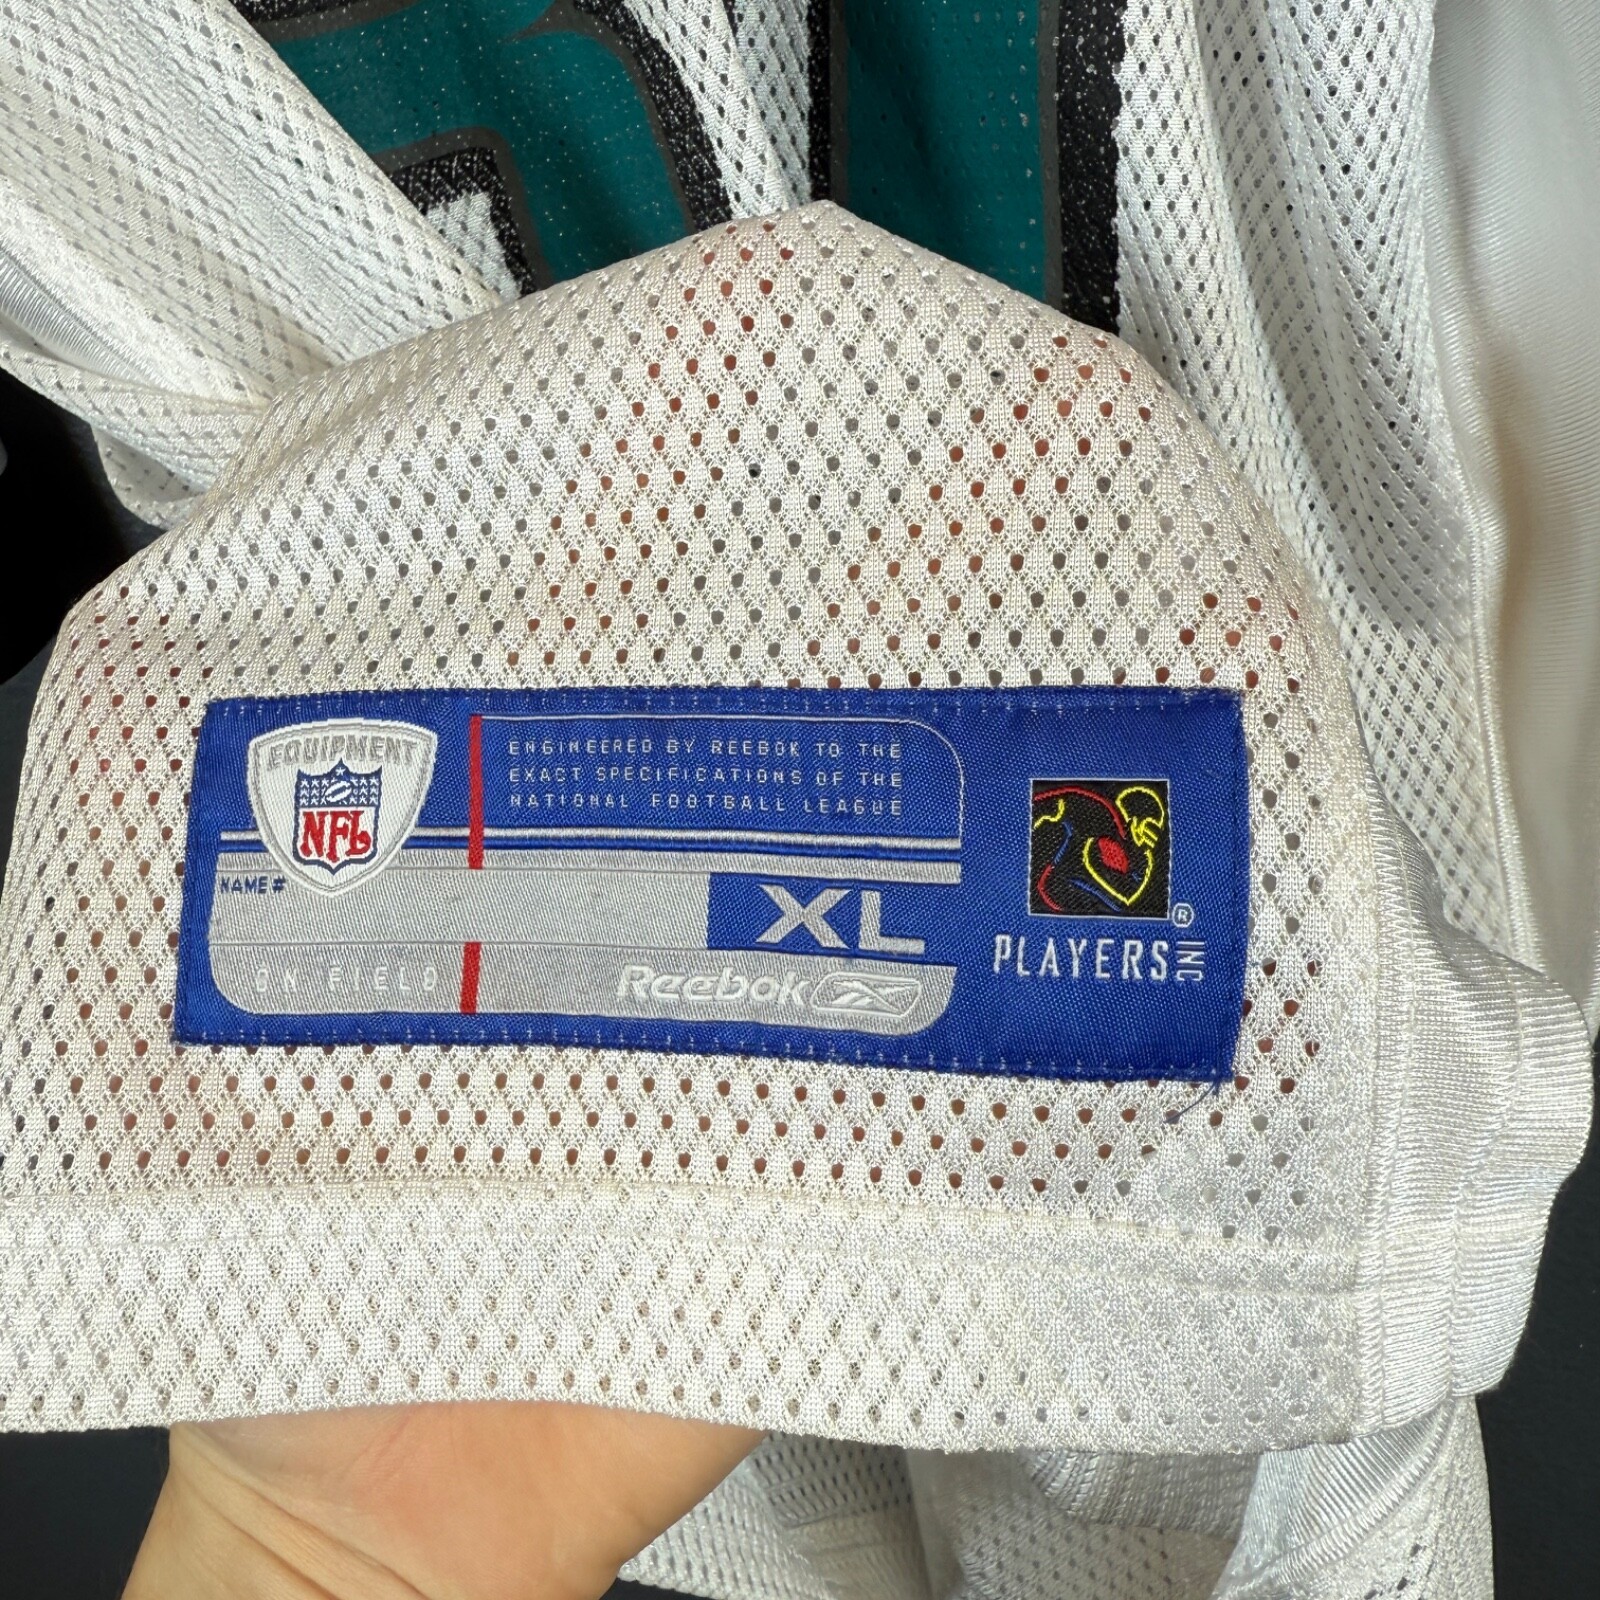 EQUIPMENT
NFL
ENGINEERED BY REEBOK TO THE
EXACT SPECIFICATIONS OF THE
NATIONAL FOOTBALL LEAGUE
NAME #
XL
ON FIELD
Reebok
®
PLAYERS INC